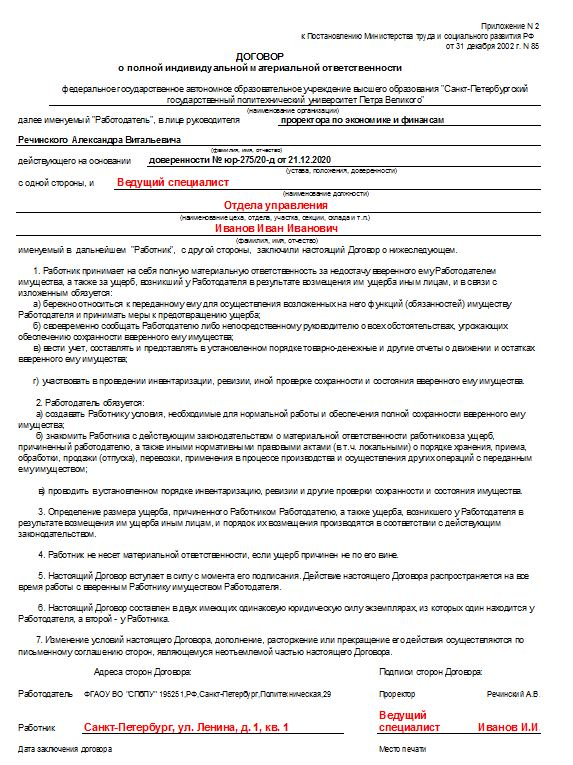 Приложение N 2
к Постановлению Министерства труда и социального развития РФ
от 31 декабря 2002 г. N 85
ДОГОВОР
о полной индивидуальной материальной ответственности
федеральное государственное автономное образовательное учреждение высшего образования "Санкт-Петербургский
государственный политехнический университет Петра Великого"
(наименование организации)
далее именуемый "Работодатель", в лице руководителя проректора по экономике и финансам
Речинского Александра Витальевича
(фамилия, имя, отчество)
действующего на основании доверенности № юр-275/20-д от 21.12.2020
(устава, положения, доверенности)
с одной стороны, и Ведущий специалист
(наименование должности)
Отдела управления
(наименование цеха, отдела, участка, секции, склада и т.п.)
Иванов Иван Иванович
(фамилия, имя, отчество)
именуемый в дальнейшем "Работник", с другой стороны, заключили настоящий Договор о нижеследующем.
1. Работник принимает на себя полную материальную ответственность за недостачу вверенного ему Работодателем
имущества, а также за ущерб, возникший у Работодателя в результате возмещения им ущерба иным лицам, и в связи с
изложенным обязуется:
а) бережно относиться к переданному ему для осуществления возложенных на него функций (обязанностей) имуществу
Работодателя и принимать меры к предотвращению ущерба;
б) своевременно сообщать Работодателю либо непосредственному руководителю о всех обстоятельствах, угрожающих
обеспечению сохранности вверенного ему имущества;
в) вести учет, составлять и представлять в установленном порядке товарно-денежные и другие отчеты о движении и остатках
вверенного ему имущества;
г) участвовать в проведении инвентаризации, ревизии, иной проверке сохранности и состояния вверенного ему имущества.
2. Работодатель обязуется:
а) создавать Работнику условия, необходимые для нормальной работы и обеспечения полной сохранности вверенного ему
имущества;
б) знакомить Работника с действующим законодательством о материальной ответственности работников за ущерб,
причиненный работодателю, а также иными нормативными правовыми актами (в т.ч. локальными) о порядке хранения, приема,
обработки, продажи (отпуска), перевозки, применения в процессе производства и осуществления других операций с переданным
ему имуществом;
в) проводить в установленном порядке инвентаризацию, ревизии и другие проверки сохранности и состояния имущества.
3. Определение размера ущерба, причиненного Работником Работодателю, а также ущерба, возникшего у Работодателя в
результате возмещения им ущерба иным лицам, и порядок их возмещения производятся в соответствии с действующим
законодательством.
4. Работник не несет материальной ответственности, если ущерб причинен не по его вине.
5. Настоящий Договор вступает в силу с момента его подписания. Действие настоящего Договора распространяется на все
время работы с вверенным Работнику имуществом Работодателя.
6. Настоящий Договор составлен в двух имеющих одинаковую юридическую силу экземплярах, из которых один находится у
Работодателя, а второй - у Работника.
7. Изменение условий настоящего Договора, дополнение, расторжение или прекращение его действия осуществляются по
письменному соглашению сторон, являющемуся неотъемлемой частью настоящего Договора.
Адреса сторон Договора: Подписи сторон Договора:
Работодатель ФГАОУ ВО "СПбПУ" 195251,РФ,Санкт-Петербург,Политехническая,29 Проректор Речинский А.В.
Ведущий
Работник Санкт-Петербург, ул. Ленина, д. 1, кв. 1 специалист Иванов И.И.
Дата заключения договора Место печати